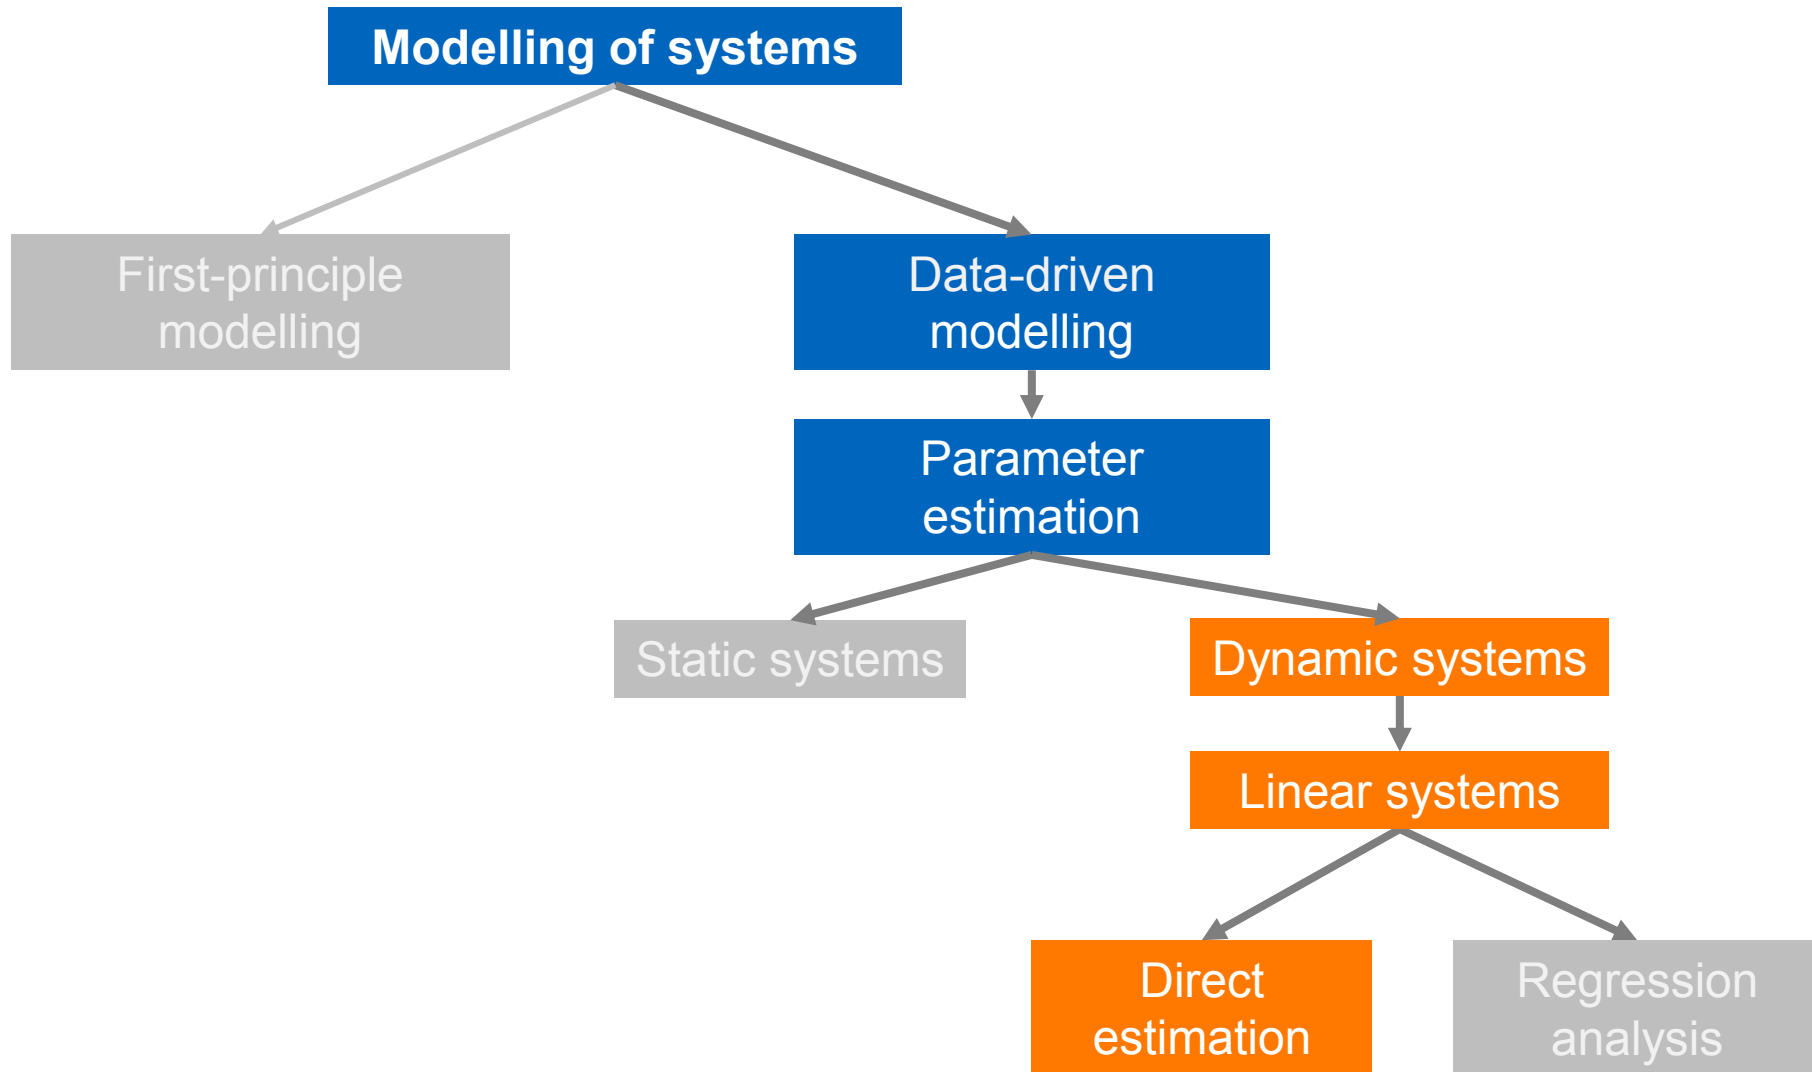 Modelling of systems
First-principle
modelling
Data-driven
modelling
Parameter
estimation
Static systems
Dynamic systems
Linear systems
Direct
estimation
Regression
analysis